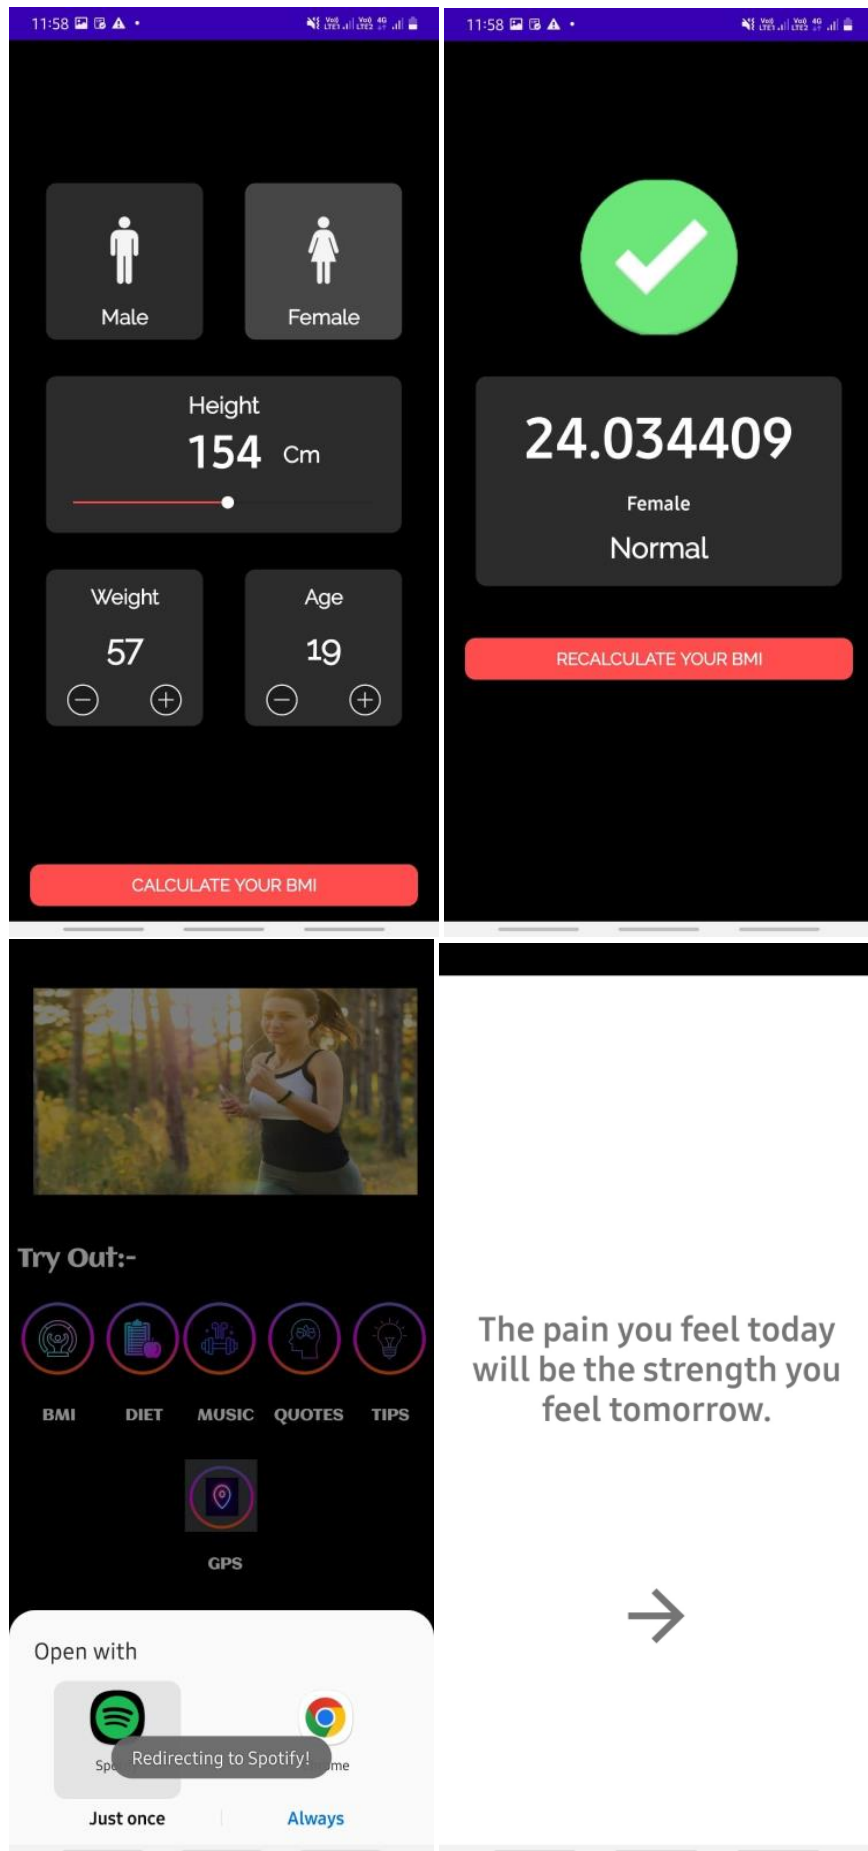 11:58
Male
Female
Height
154 Cm
Weight
57
Age
19
CALCULATE YOUR BMI
11:58
24.034409
Female
Normal
RECALCULATE YOUR BMI
Try Out:-
BMI DIET MUSIC QUOTES TIPS
GPS
Open with
Redirecting to Spotify!
Just once Always
The pain you feel today
will be the strength you
feel tomorrow.